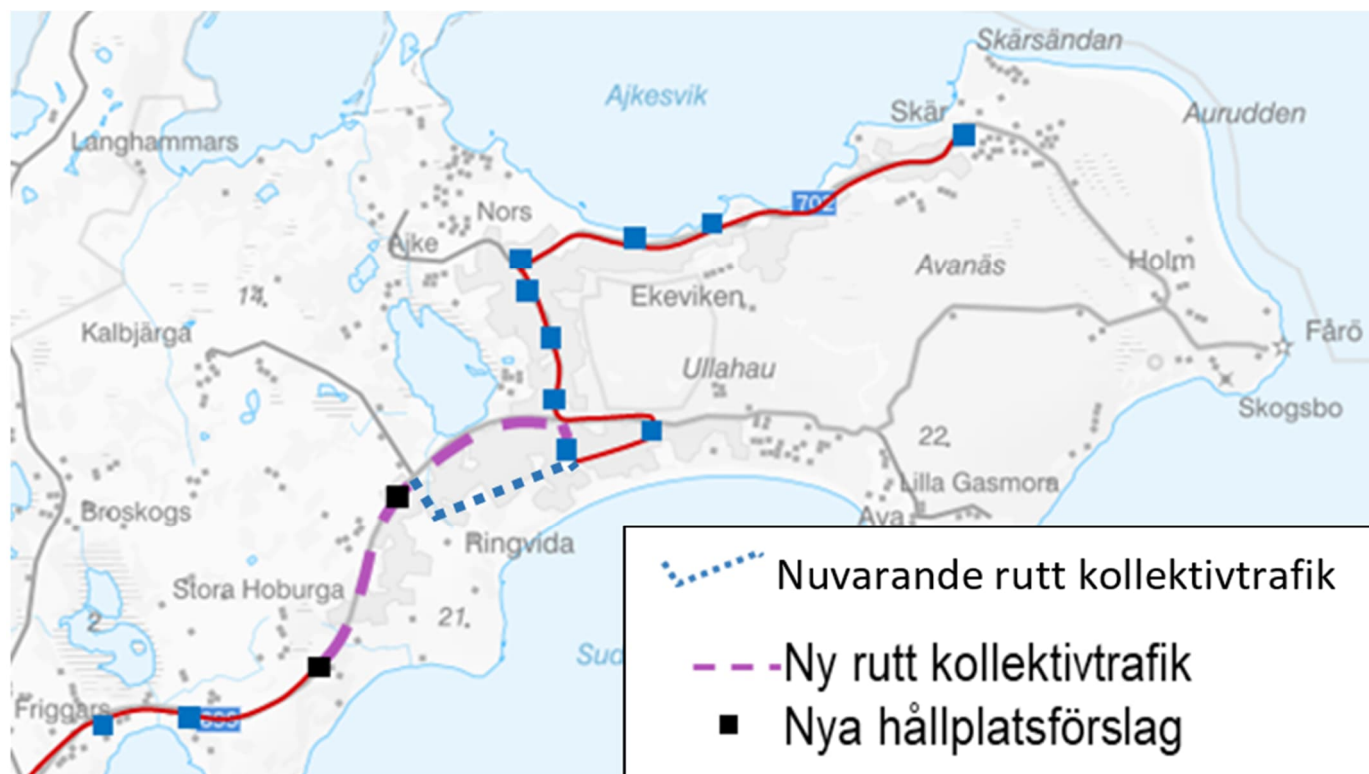 Skärsändan
Ajkesvik
Skär
Aurudden
Langhammars
702
Nors
Ajke
Avanäs
Holm
14
Ekeviken
Kalbjärga
Fårö
Ullahau
Skogsbo
22
Lilla Gasmora
Broskogs
Ava
Ringvida
Nuvarande rutt kollektivtrafik
Stora Hoburga
21
2
Sud
Ny rutt kollektivtrafik
Friggars
Nya hållplatsförslag